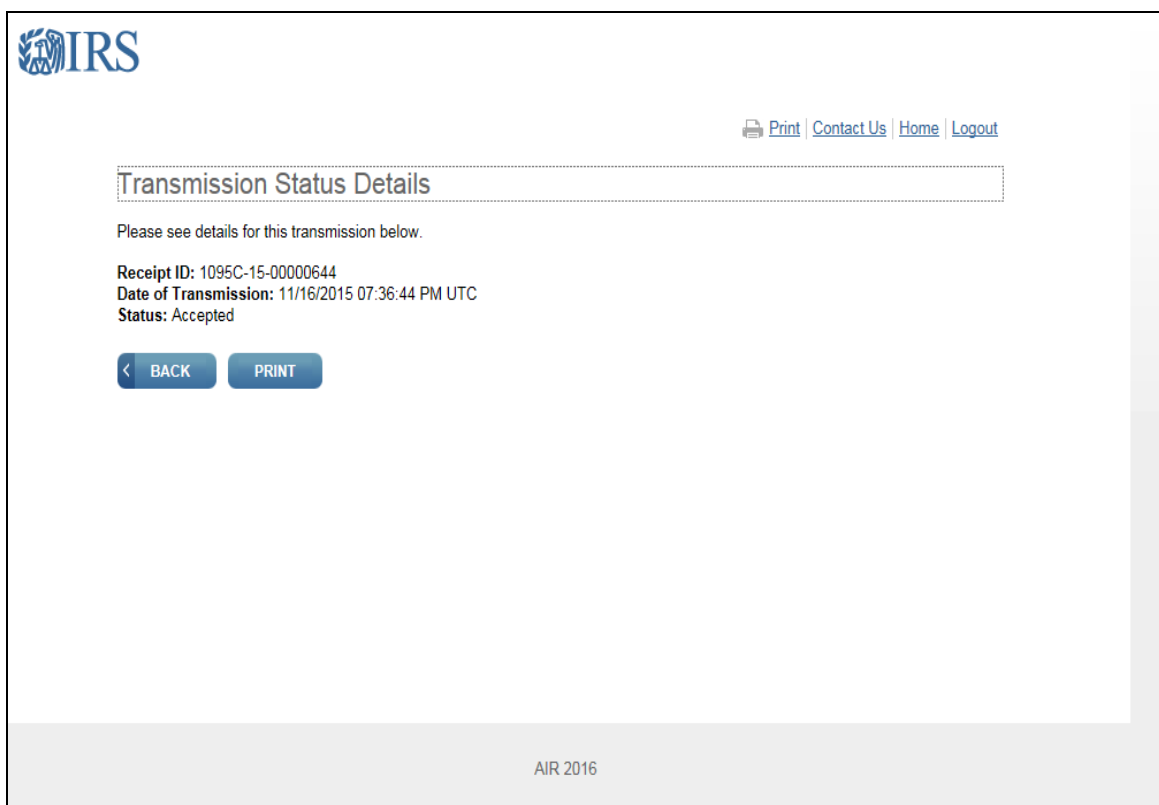 IRS
Print Contact Us Home Logout
Transmission Status Details
Please see details for this transmission below.
Receipt ID: 1095C-15-00000644
Date of Transmission: 11/16/2015 07:36:44 PM UTC
Status: Accepted
BACK PRINT
AIR 2016